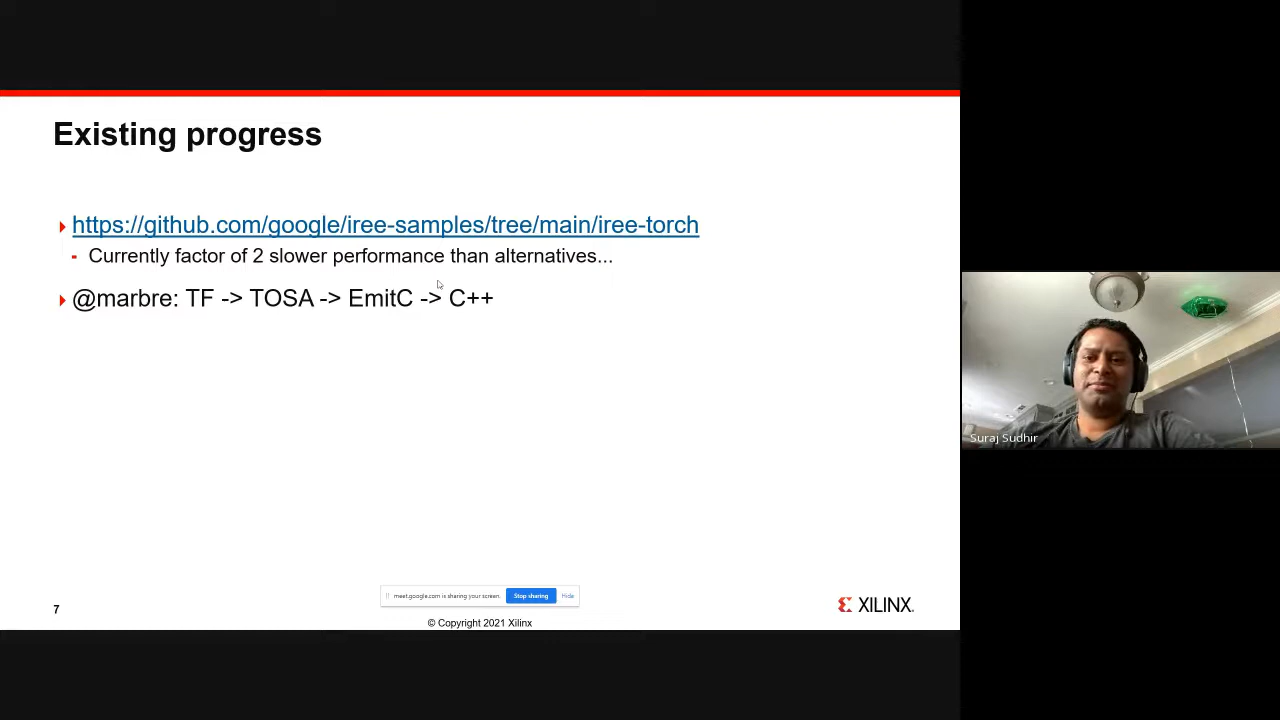 Existing progress
https://github.com/google/iree-samples/tree/main/iree-torch
Currently factor of 2 slower performance than alternatives...
@marbre: TF -> TOSA -> EmitC -> C++
Suraj Sudhir
meet.google.com is sharing your screen. Stop sharing Hide
7
XILINX.
© Copyright 2021 Xilinx